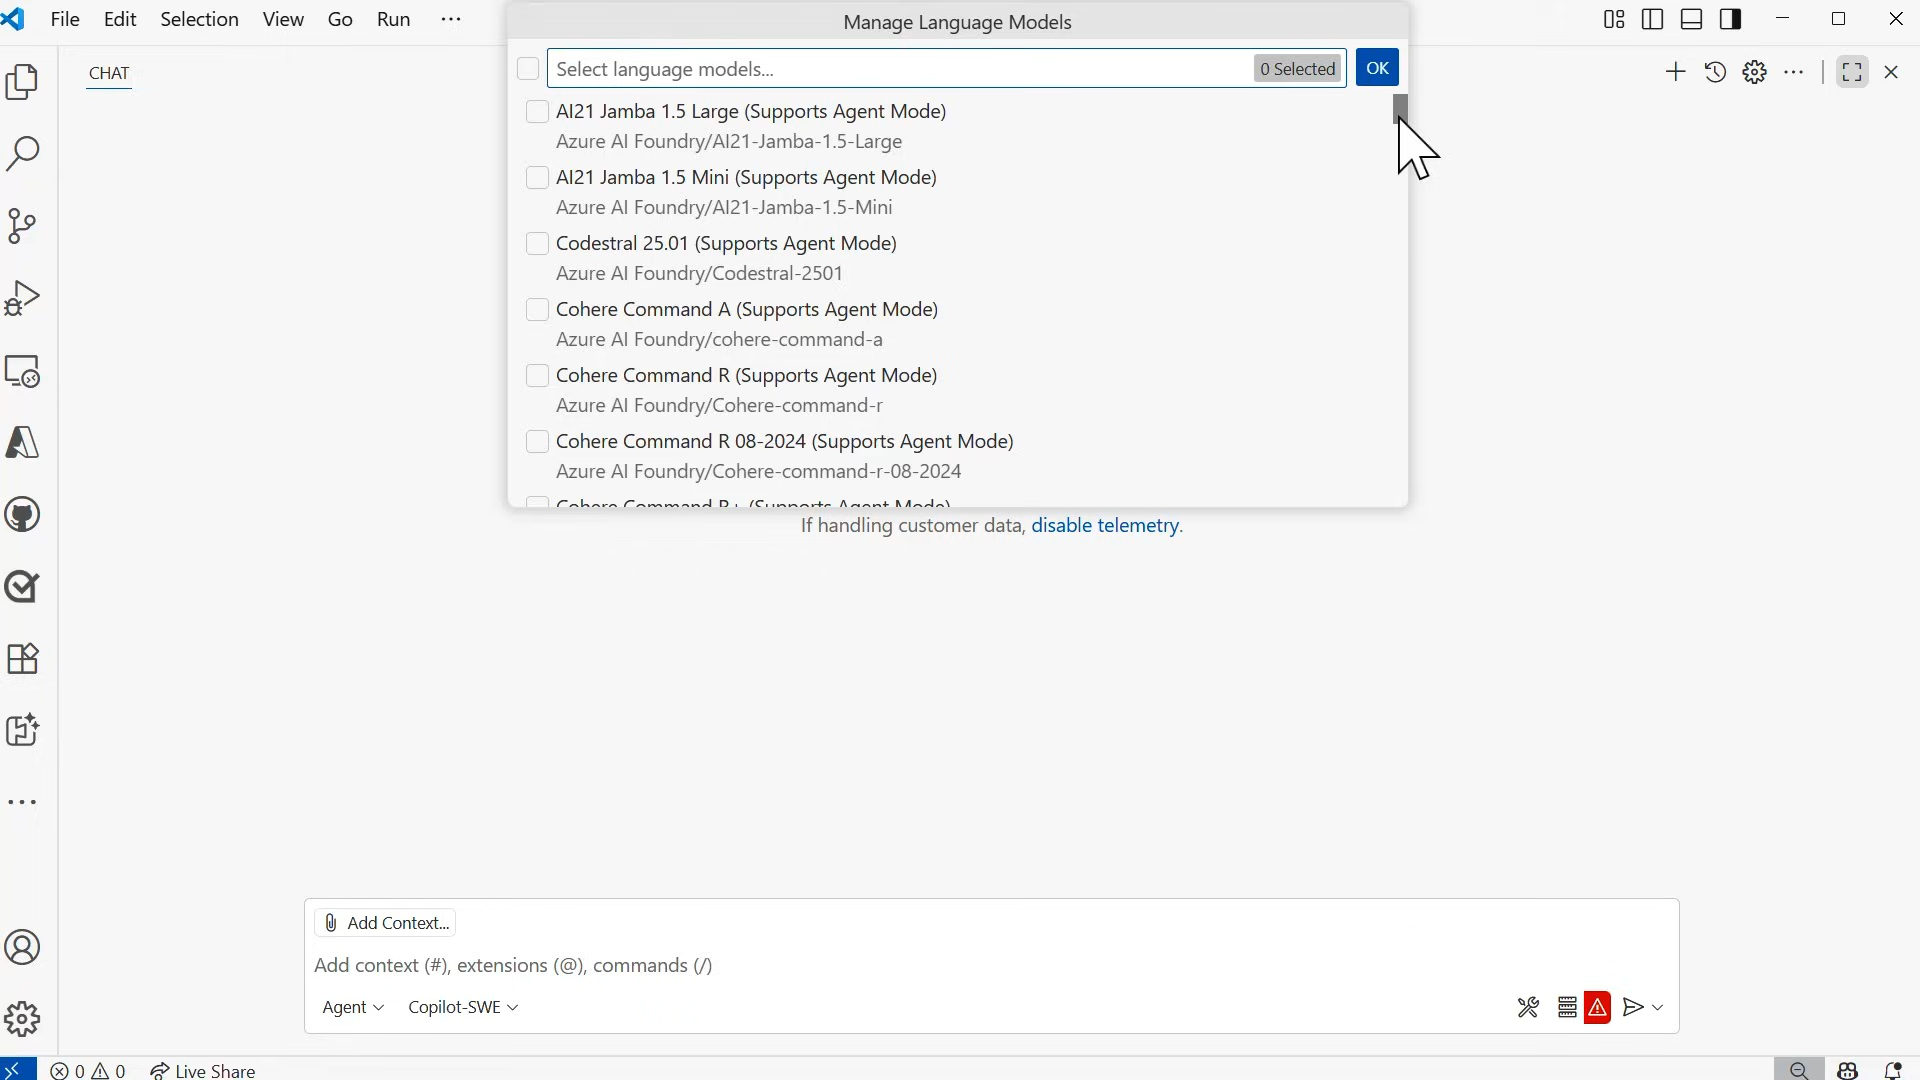 File Edit Selection View Go Run ···
Manage Language Models
CHAT
Select language models...
0 Selected
OK
AI21 Jamba 1.5 Large (Supports Agent Mode)
Azure AI Foundry/AI21-Jamba-1.5-Large
AI21 Jamba 1.5 Mini (Supports Agent Mode)
Azure AI Foundry/AI21-Jamba-1.5-Mini
Codestral 25.01 (Supports Agent Mode)
Azure AI Foundry/Codestral-2501
Cohere Command A (Supports Agent Mode)
Azure AI Foundry/cohere-command-a
Cohere Command R (Supports Agent Mode)
Azure AI Foundry/Cohere-command-r
Cohere Command R 08-2024 (Supports Agent Mode)
Azure AI Foundry/Cohere-command-r-08-2024
Cohere Command R+ (Supports Agent Mode)
If handling customer data, disable telemetry.
Add Context...
Add context (#), extensions (@), commands (/)
Agent Copilot-SWE
0 0 Live Share